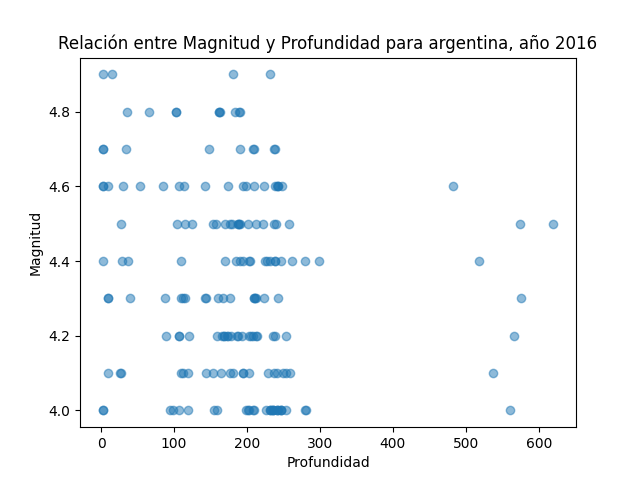 Relación entre Magnitud y Profundidad para argentina, año 2016
4.8
4.6
4.4
4.2
4.0
Magnitud
0 100 200 300 400 500 600
Profundidad